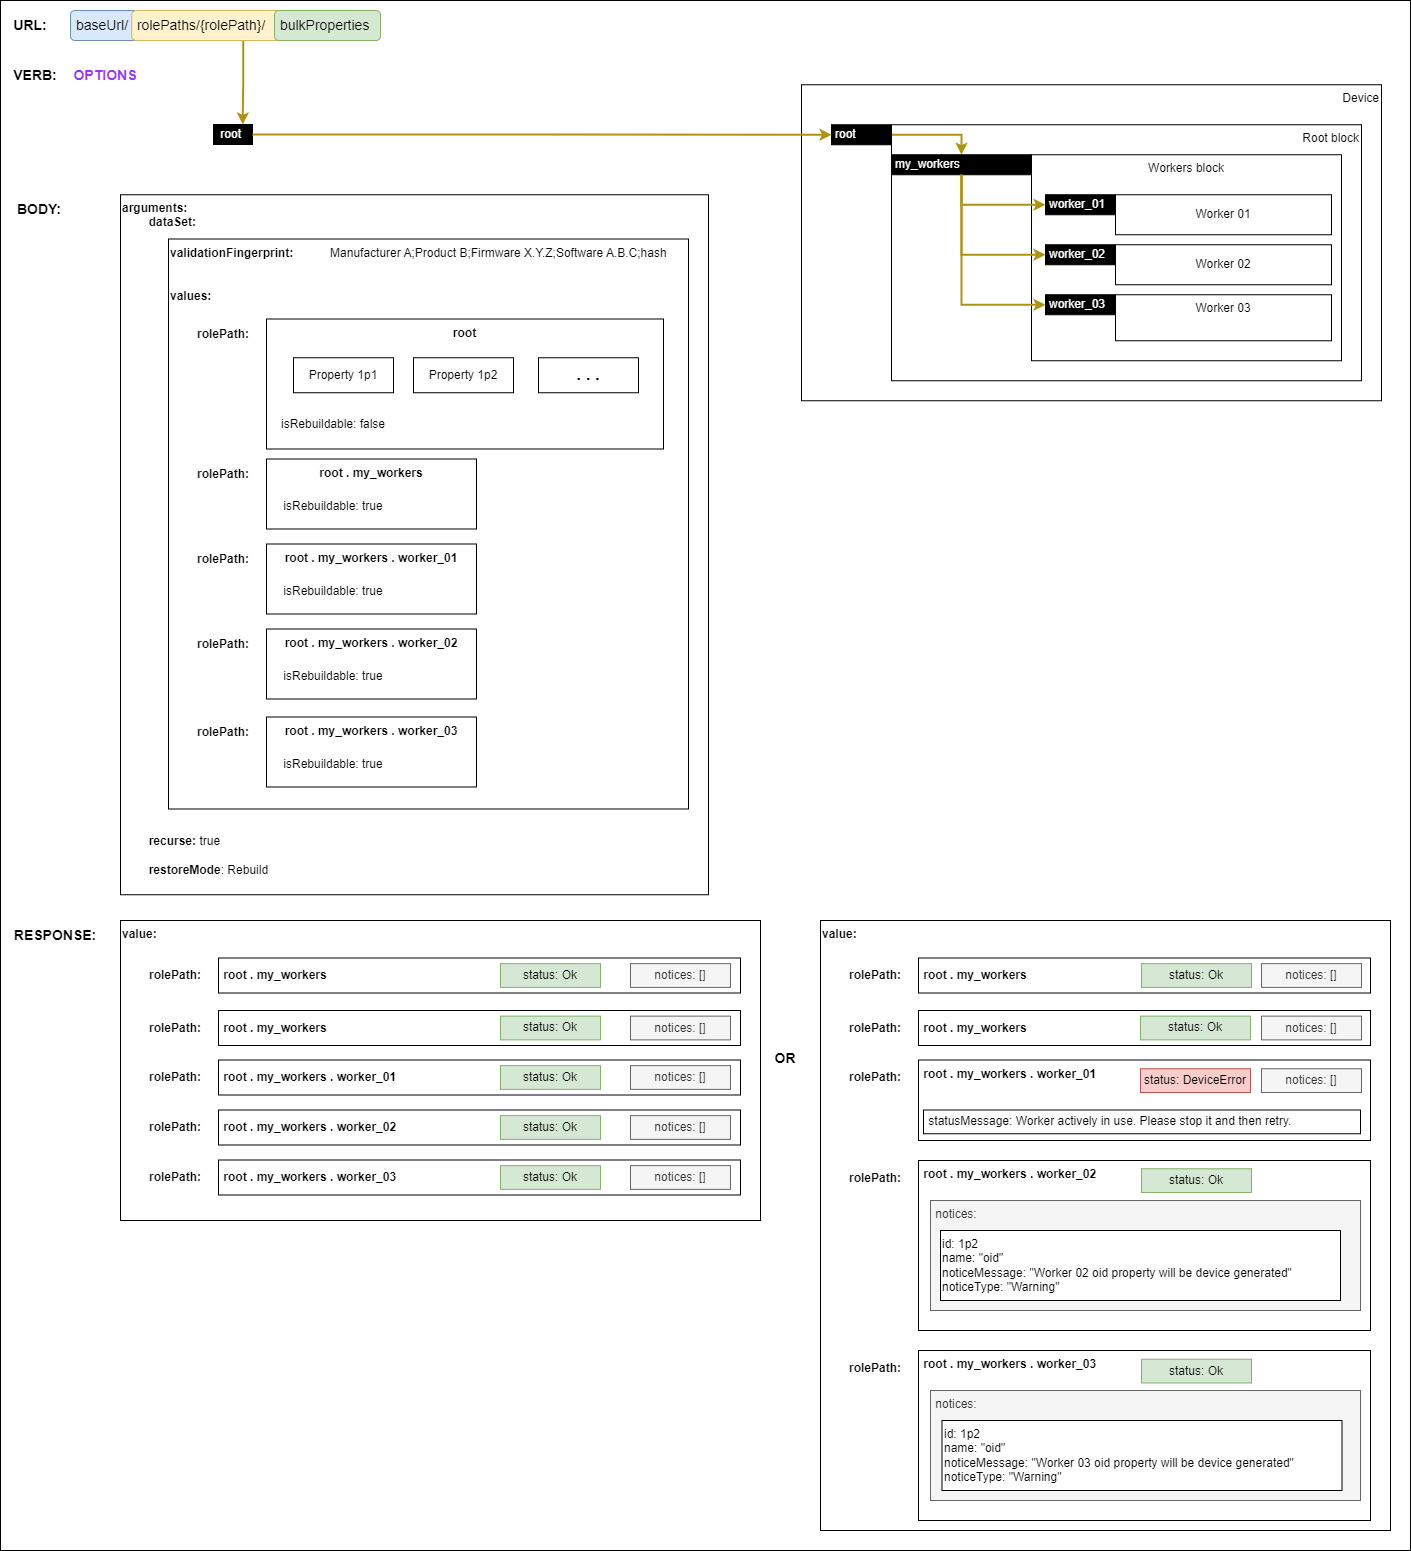 URL: baseUrl/ rolePaths/{rolePath}/ bulkProperties
VERB: OPTIONS
root
Device
root
Root block
my_workers
Workers block
worker_01
Worker 01
worker_02
Worker 02
worker_03
Worker 03
BODY:
arguments:
dataSet:
validationFingerprint: Manufacturer A;Product B;Firmware X.Y.Z;Software A.B.C;hash
values:
rolePath: root
Property 1p1 Property 1p2 . . .
isRebuildable: false
rolePath: root . my_workers
isRebuildable: true
rolePath: root . my_workers . worker_01
isRebuildable: true
rolePath: root . my_workers . worker_02
isRebuildable: true
rolePath: root . my_workers . worker_03
isRebuildable: true
recurse: true
restoreMode: Rebuild
RESPONSE:
value:
rolePath: root . my_workers status: Ok notices: []
rolePath: root . my_workers status: Ok notices: []
rolePath: root . my_workers . worker_01 status: Ok notices: []
rolePath: root . my_workers . worker_02 status: Ok notices: []
rolePath: root . my_workers . worker_03 status: Ok notices: []
OR
value:
rolePath: root . my_workers status: Ok notices: []
rolePath: root . my_workers status: Ok notices: []
rolePath: root . my_workers . worker_01 status: DeviceError notices: []
statusMessage: Worker actively in use. Please stop it and then retry.
rolePath: root . my_workers . worker_02 status: Ok
notices:
id: 1p2
name: "oid"
noticeMessage: "Worker 02 oid property will be device generated"
noticeType: "Warning"
rolePath: root . my_workers . worker_03 status: Ok
notices:
id: 1p2
name: "oid"
noticeMessage: "Worker 03 oid property will be device generated"
noticeType: "Warning"